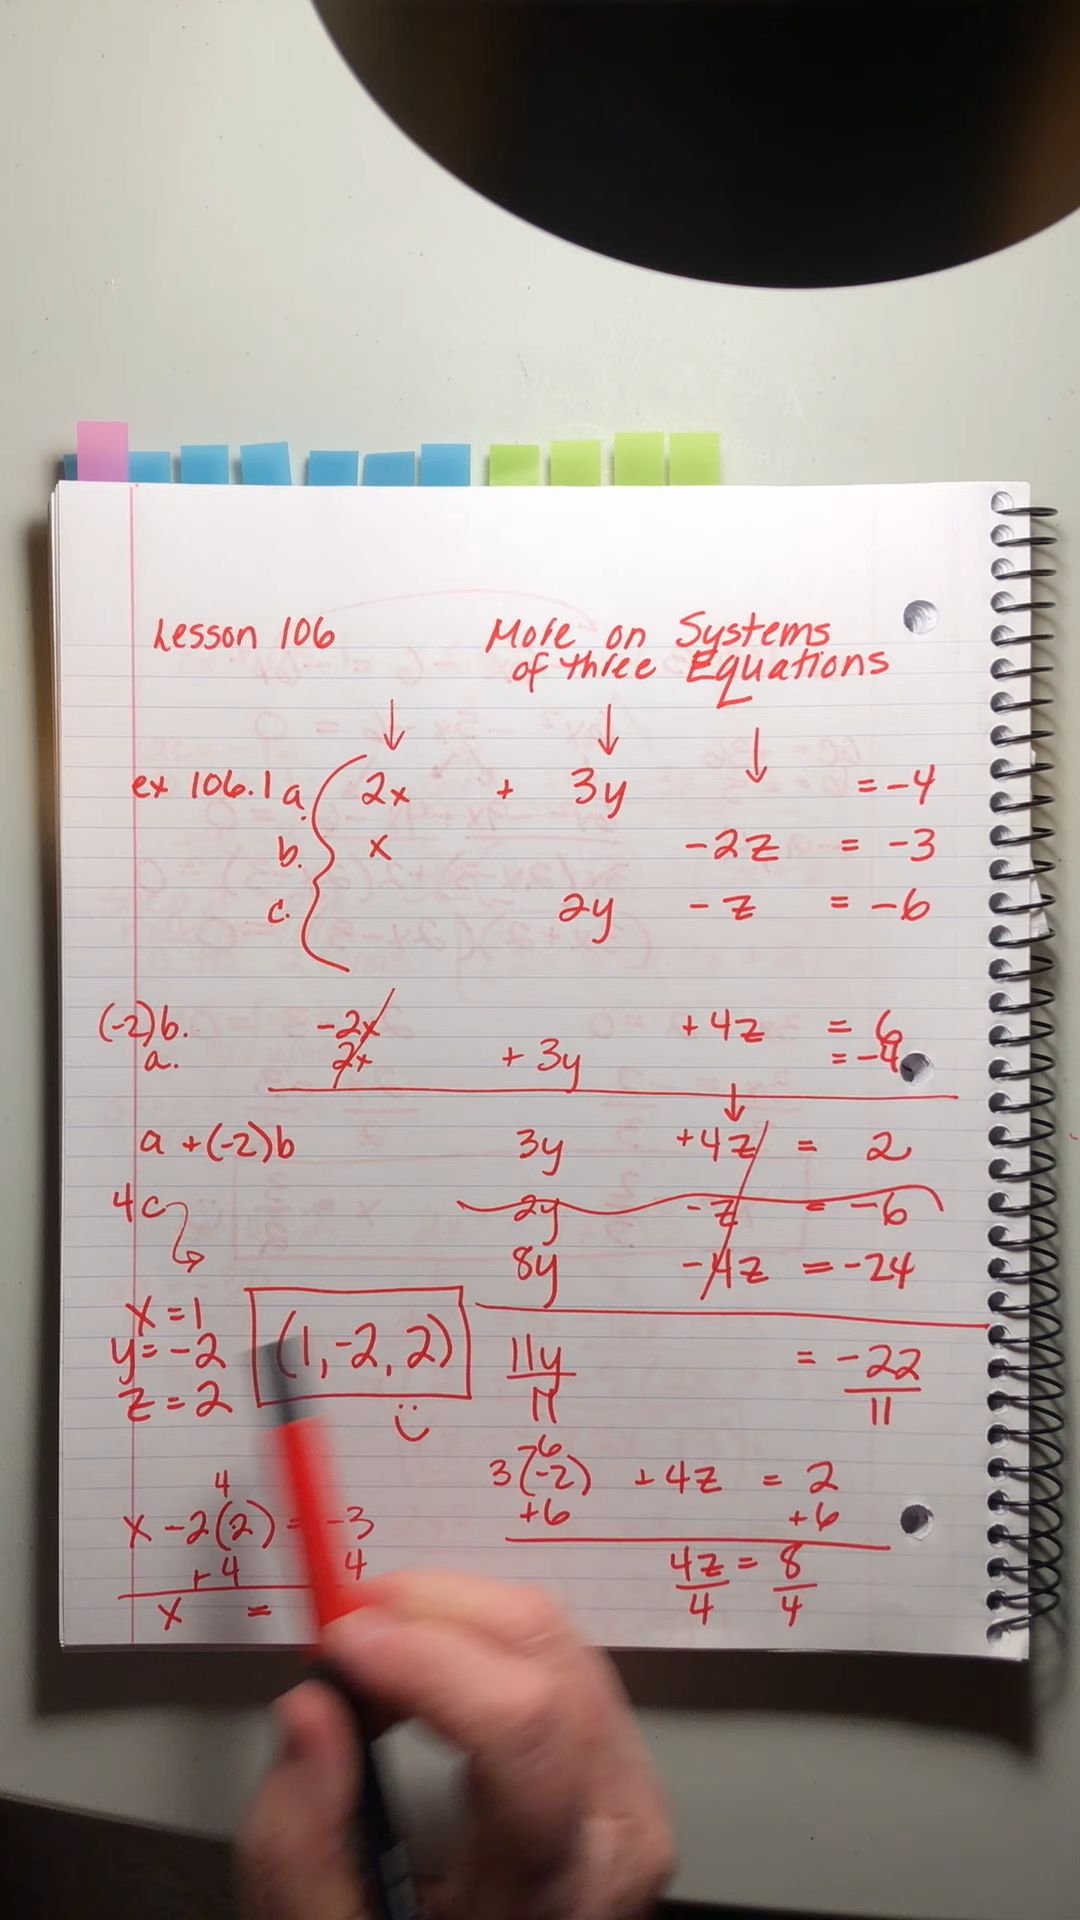 Lesson 106 More on Systems
of three Equations
ex 106.1 a. 2x + 3y = -4
b. x -2z = -3
c. 2y - z = -6
(-2)b. -2x +4z = 6
a. 2x + 3y = -4
a +(-2)b 3y +4z = 2
4c 2y -z = -6
8y -4z = -24
x = 1
y = -2 (1, -2, 2) 11y = -22
z = 2 11 11
-6
3(-2) +4z = 2
+6 +6
4
x - 2(2) = -3
+4 4
4z = 8
4 4
x =